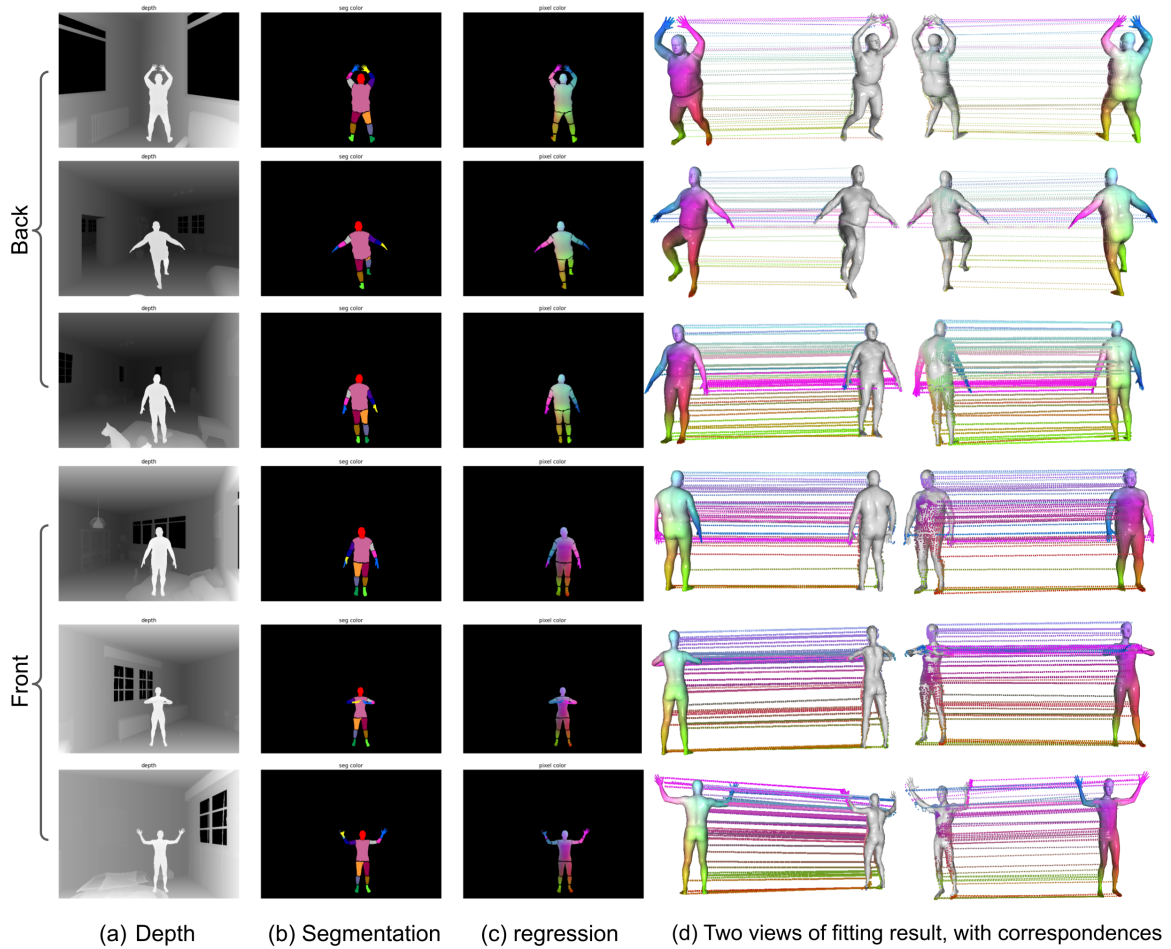 depth
seg color
pixel color
depth
seg color
pixel color
depth
seg color
pixel color
depth
seg color
pixel color
depth
seg color
pixel color
depth
seg color
pixel color
Back
Front
(a) Depth
(b) Segmentation
(c) regression
(d) Two views of fitting result, with correspondences